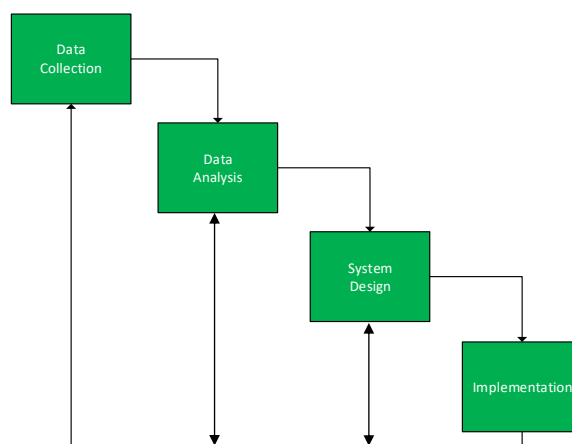 Data
Collection
Data
Analysis
System
Design
Implementation